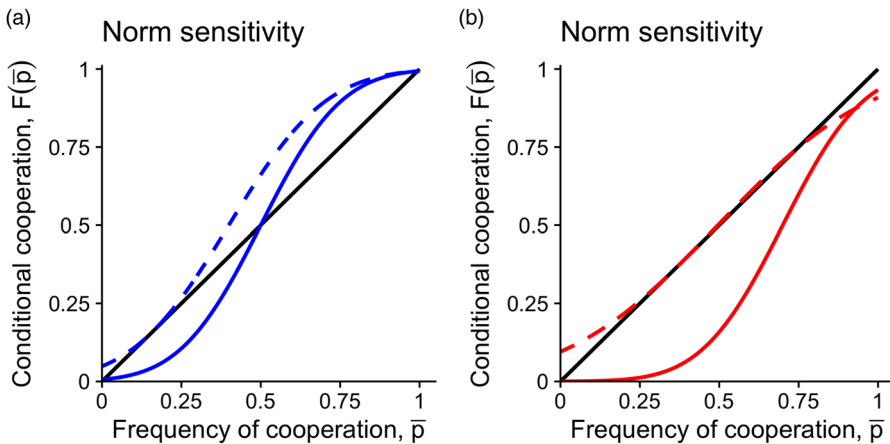 (a)
Norm sensitivity
Conditional cooperation, F(p̅)
1
0.75
0.5
0.25
0
0 0.25 0.5 0.75 1
Frequency of cooperation, p̅
(b)
Norm sensitivity
Conditional cooperation, F(p̅)
1
0.75
0.5
0.25
0
0 0.25 0.5 0.75 1
Frequency of cooperation, p̅